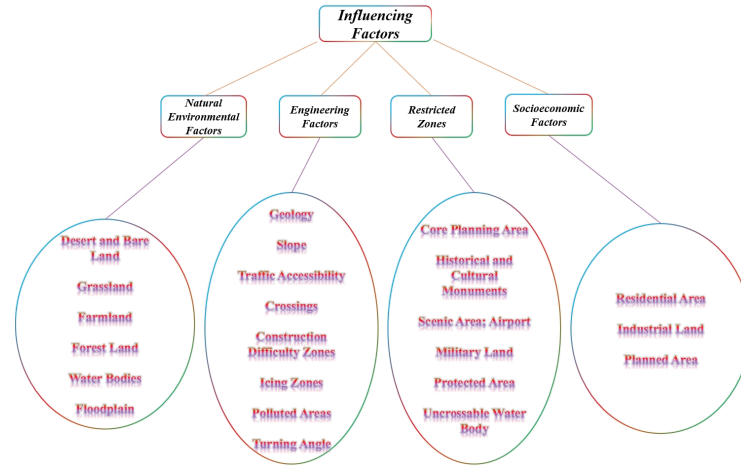 Influencing
Factors
Natural
Environmental
Factors
Engineering
Factors
Restricted
Zones
Socioeconomic
Factors
Desert and Bare
Land
Grassland
Farmland
Forest Land
Water Bodies
Floodplain
Geology
Slope
Traffic Accessibility
Crossings
Construction
Difficulty Zones
Icing Zones
Polluted Areas
Turning Angle
Core Planning Area
Historical and
Cultural
Monuments
Scenic Area; Airport
Military Land
Protected Area
Uncrossable Water
Body
Residential Area
Industrial Land
Planned Area